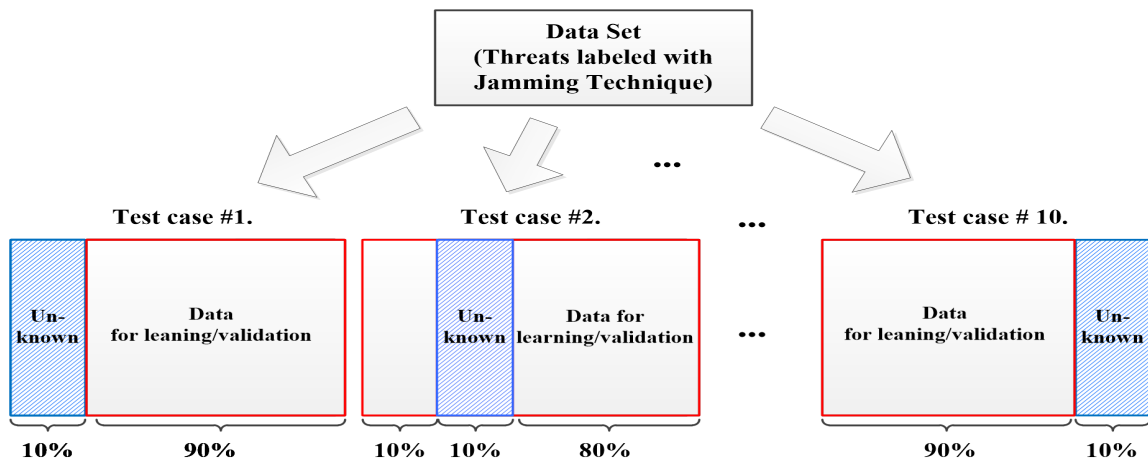 Data Set
(Threats labeled with
Jamming Technique)
...
Test case #1.
Test case #2.
...
Test case # 10.
Un-
known
Data
for leaning/validation
Un-
known
Data for
learning/validation
...
Data
for leaning/validation
Un-
known
10%
90%
10%
10%
80%
90%
10%